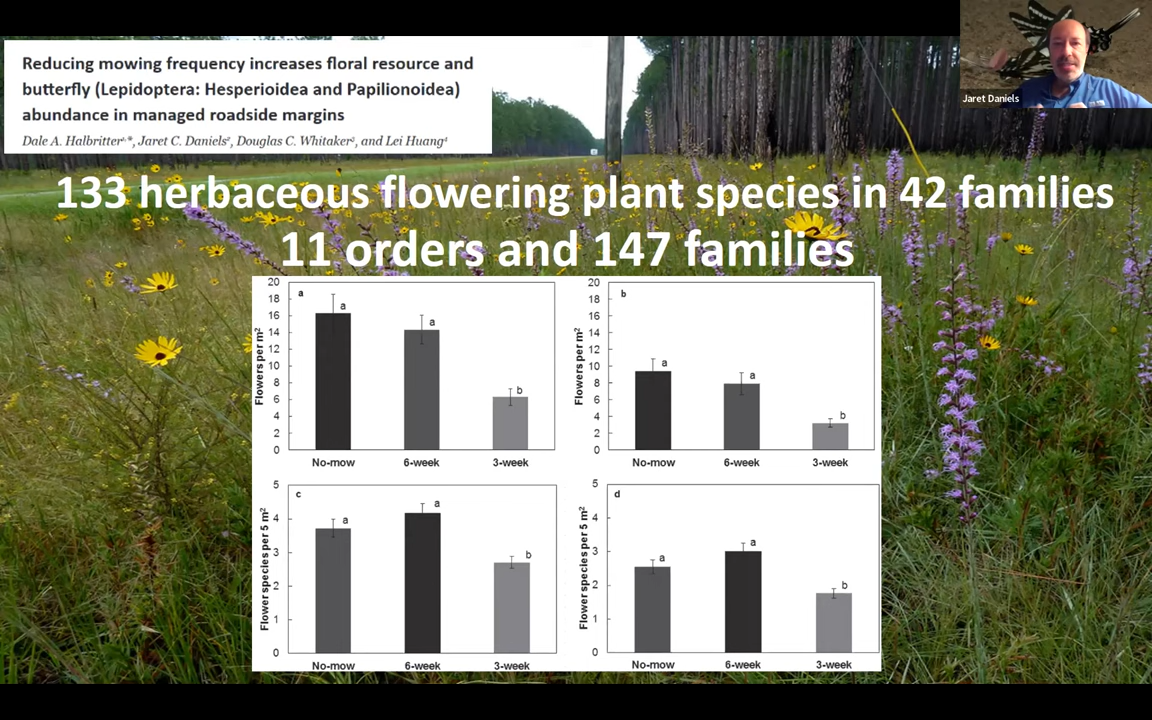 Reducing mowing frequency increases floral resource and
butterfly (Lepidoptera: Hesperioidea and Papilionoidea)
abundance in managed roadside margins
Dale A. Halbritter¹,*, Jaret C. Daniels², Douglas C. Whitaker³, and Lei Huang¹
Jaret Daniels
133 herbaceous flowering plant species in 42 families
11 orders and 147 families
a
Flowers per m²
20
18
16
14
12
10
8
6
4
2
0
a
a
b
No-mow 6-week 3-week
b
Flowers per m²
20
18
16
14
12
10
8
6
4
2
0
a
a
b
No-mow 6-week 3-week
c
Flower species per 5 m²
5
4
3
2
1
0
a
a
b
No-mow 6-week 3-week
d
Flower species per 5 m²
5
4
3
2
1
0
a
a
b
No-mow 6-week 3-week